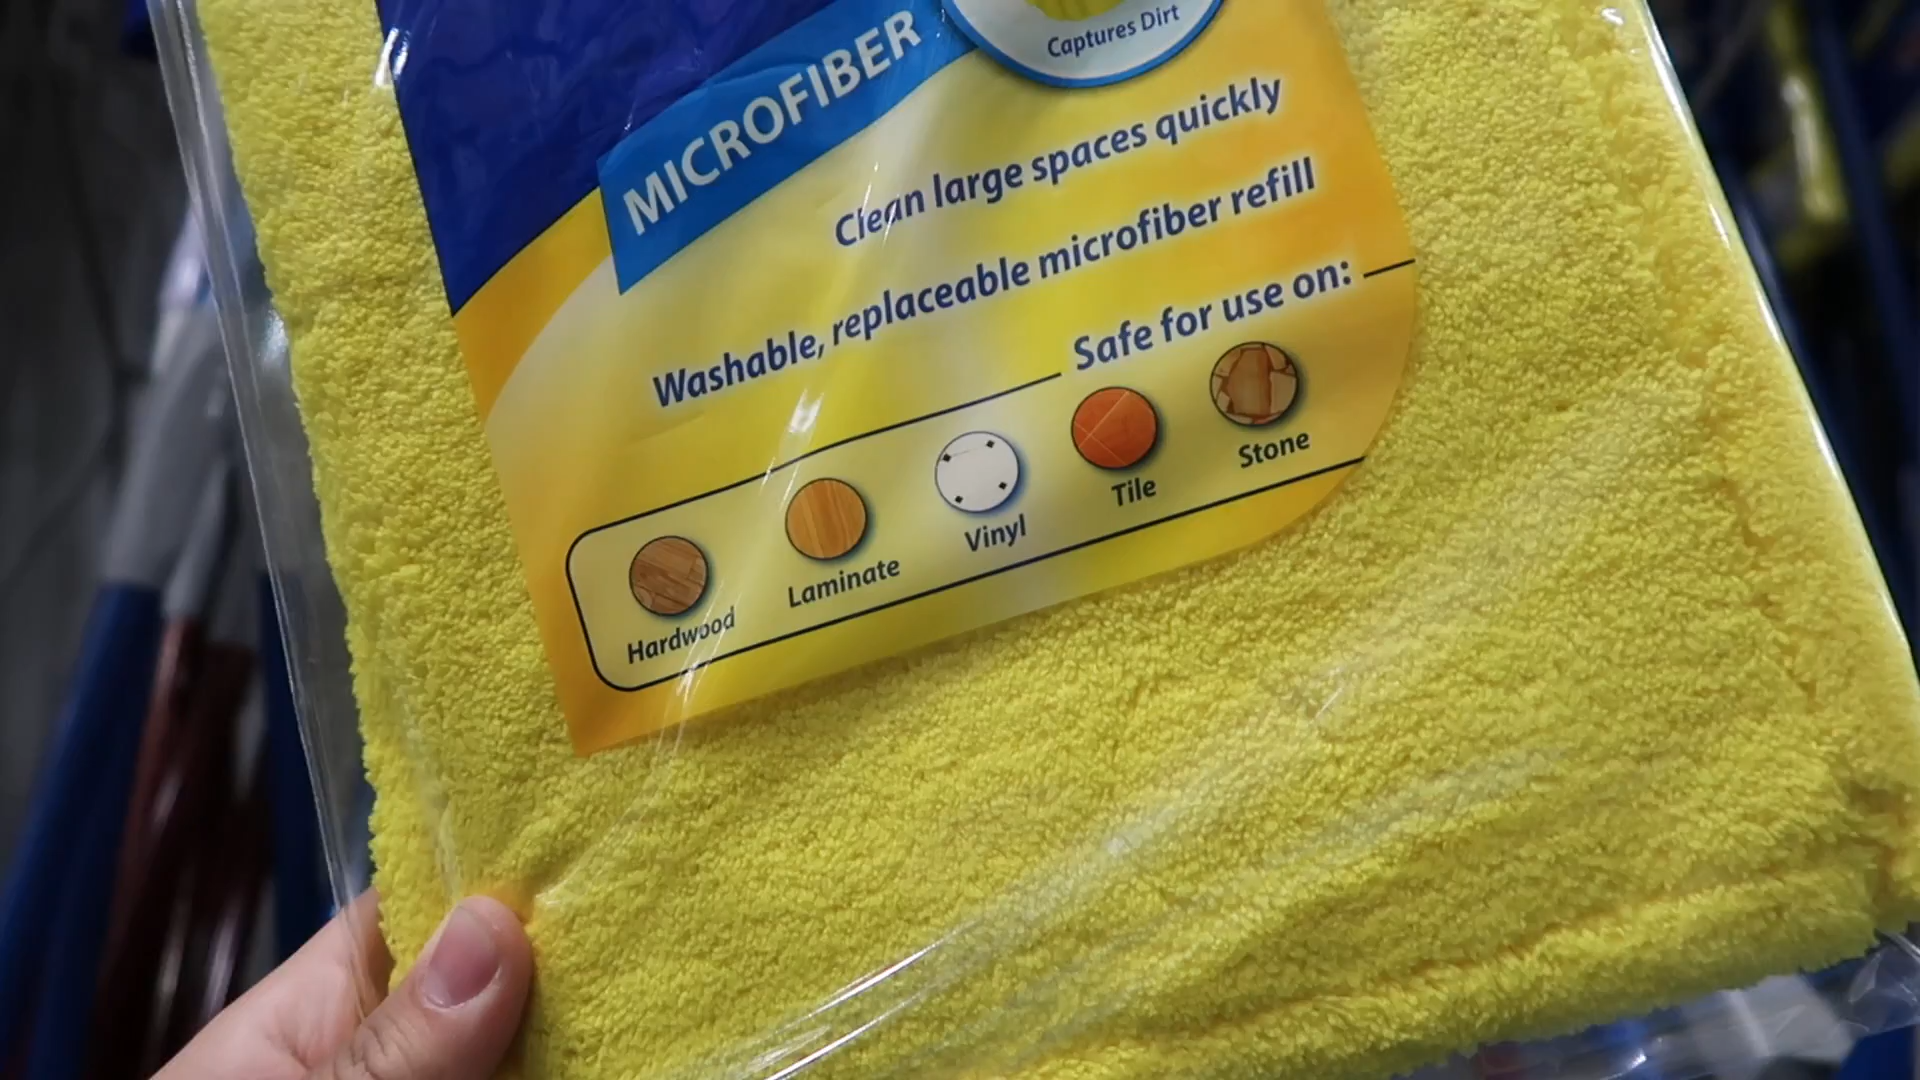 Captures Dirt
MICROFIBER
Clean large spaces quickly
Washable, replaceable microfiber refill
Safe for use on:
Hardwood
Laminate
Vinyl
Tile
Stone